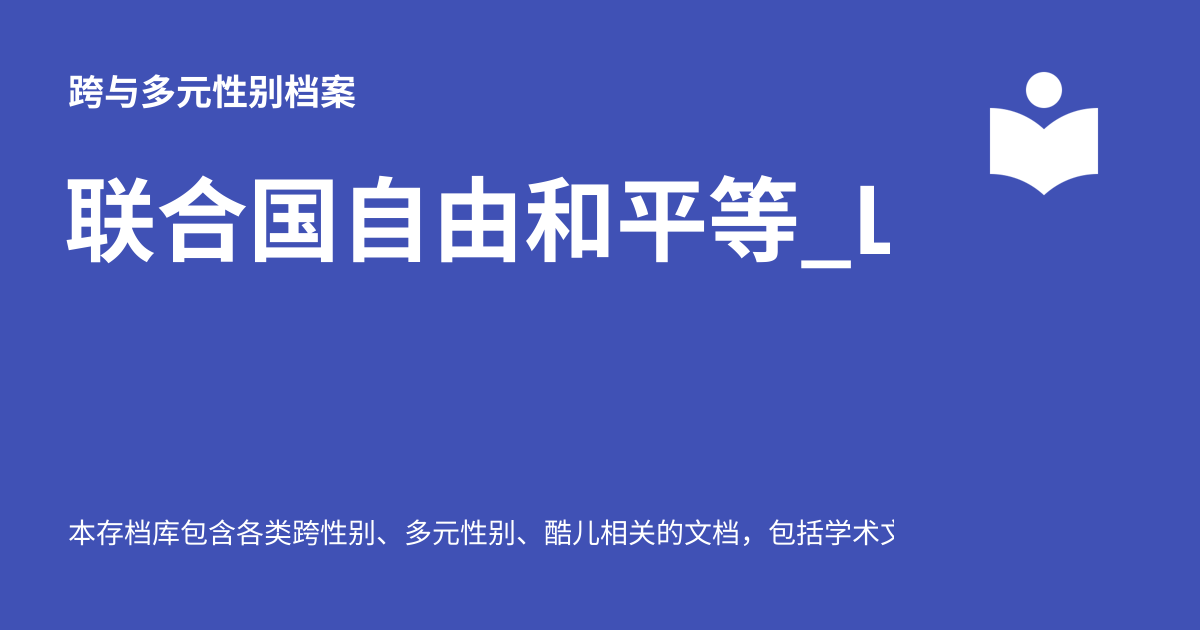 跨与多元性别档案
联合国自由和平等_L
本存档库包含各类跨性别、多元性别、酷儿相关的文档，包括学术文